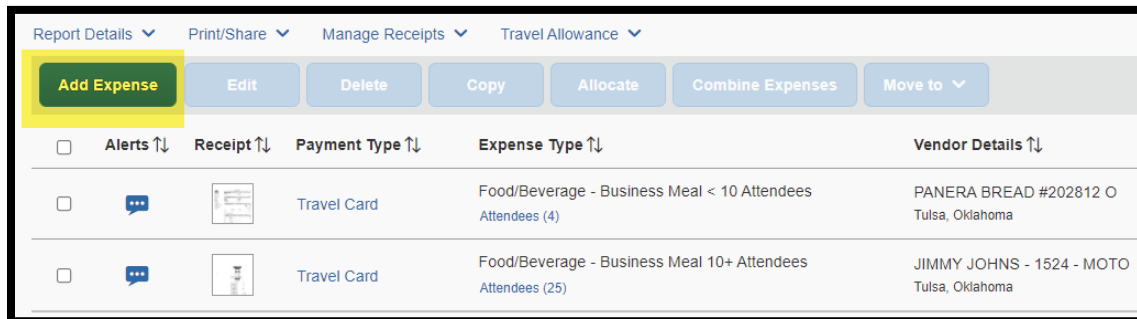 Report Details Print/Share Manage Receipts Travel Allowance
Add Expense Edit Delete Copy Allocate Combine Expenses Move to
Alerts Receipt Payment Type Expense Type Vendor Details
Travel Card Food/Beverage - Business Meal < 10 Attendees PANERA BREAD #202812 O
Attendees (4) Tulsa, Oklahoma
Travel Card Food/Beverage - Business Meal 10+ Attendees JIMMY JOHNS - 1524 - MOTO
Attendees (25) Tulsa, Oklahoma